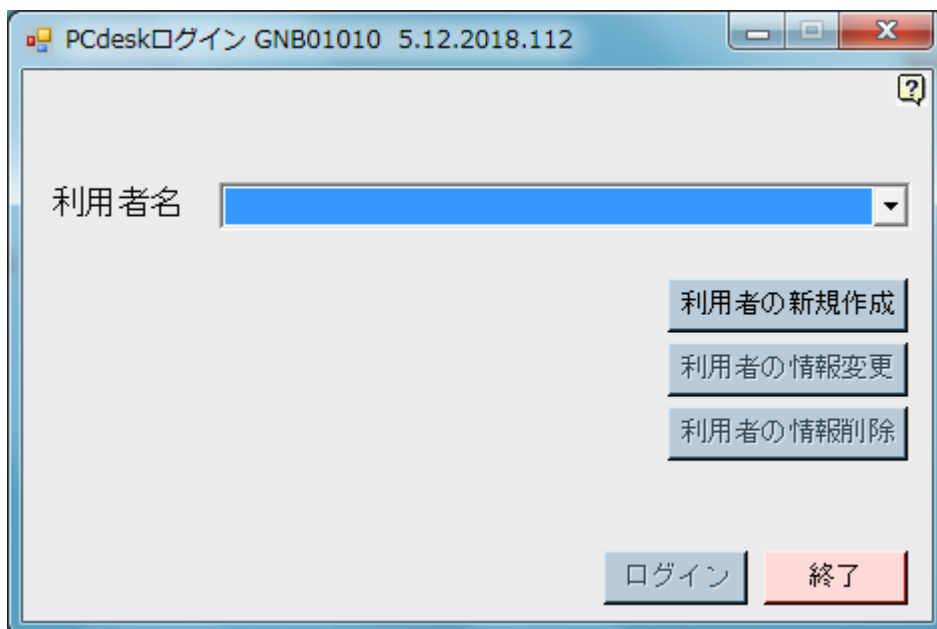 PCdeskログイン GNB01010 5.12.2018.112
?
利用者名
利用者の新規作成
利用者の情報変更
利用者の情報削除
ログイン 終了